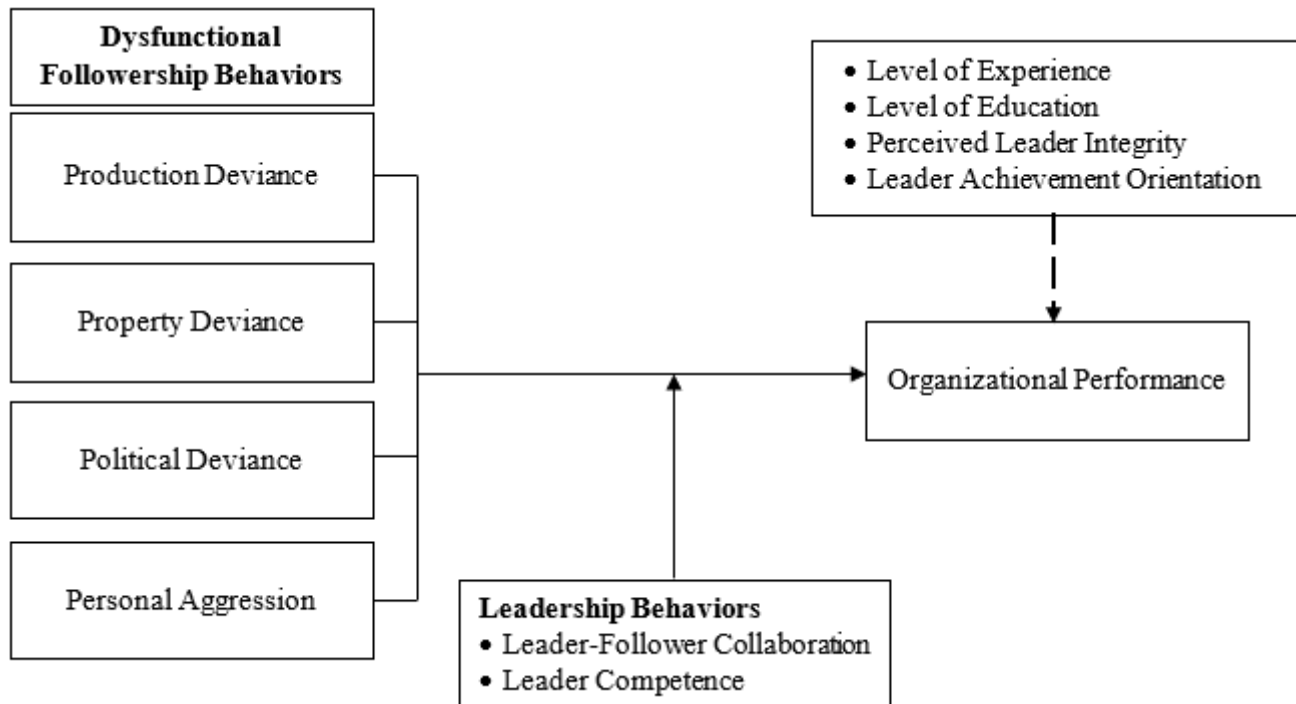 Dysfunctional
Followership Behaviors
Production Deviance
Property Deviance
Political Deviance
Personal Aggression
• Level of Experience
• Level of Education
• Perceived Leader Integrity
• Leader Achievement Orientation
Organizational Performance
Leadership Behaviors
• Leader-Follower Collaboration
• Leader Competence